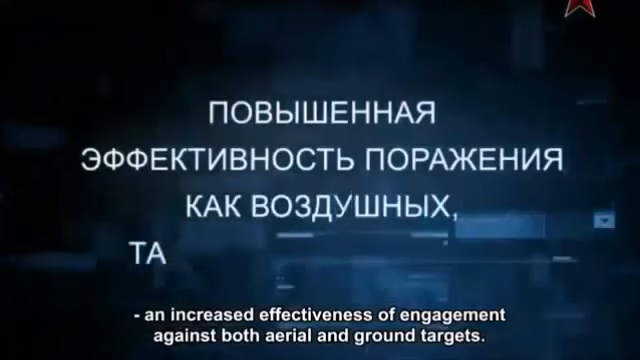 ПОВЫШЕННАЯ
ЭФФЕКТИВНОСТЬ ПОРАЖЕНИЯ
КАК ВОЗДУШНЫХ,
ТА
- an increased effectiveness of engagement
against both aerial and ground targets.